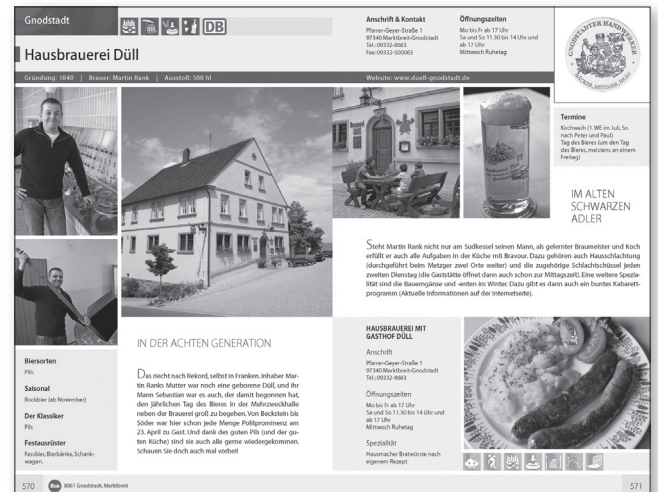 Gnodstadt
DB
Hausbrauerei Düll
Gründung: 1840 | Brauer: Martin Rank | Ausstoß: 500 hl
Anschrift & Kontakt
Pfarrer-Geyer-Straße 1
97340 Marktbreit-Gnodstadt
Tel.: 09332-8663
Fax: 09332-500063
Öffnungszeiten
Mo bis Fr ab 17 Uhr
Sa und So 11.30 bis 14 Uhr und
ab 17 Uhr
Mittwoch Ruhetag
Website: www.duell-gnodstadt.de
GNODSTÄDTER HANDWERKER
Termine
Kirchweih (1. WE im Juli, So
nach Peter und Paul)
Tag des Bieres (um den Tag
des Bieres, meistens an einem
Freitag)
IM ALTEN
SCHWARZEN
ADLER
Steht Martin Rank nicht nur am Sudkessel seinen Mann, als gelernter Braumeister und Koch
erfüllt er auch alle Aufgaben in der Küche mit Bravour. Dazu gehören auch Hausschlachtung
(durchgeführt beim Metzger zwei Orte weiter) und die zugehörige Schlachtschüssel jeden
zweiten Dienstag (die Gaststätte öffnet dann auch schon zur Mittagszeit). Eine weitere Spezia-
lität sind die Bauerngänse und -enten im Winter. Dazu gibt es dann auch ein buntes Kabarett-
programm (Aktuelle Informationen auf der Internetseite).
Biersorten
Pils.
Saisonal
Bockbier (ab November)
Der Klassiker
Pils
Festausrüster
Fassbier, Bierbänke, Schank-
wagen.
IN DER ACHTEN GENERATION
Das riecht nach Rekord, selbst in Franken. Inhaber Mar-
tin Ranks Mutter war noch eine geborene Düll, und ihr
Mann Sebastian war es auch, der damit begonnen hat,
den jährlichen Tag des Bieres in der Mehrzweckhalle
neben der Brauerei groß zu begehen. Von Beckstein bis
Söder war hier schon jede Menge Politprominenz am
23. April zu Gast. Und dank des guten Pils (und der gu-
ten Küche) sind sie auch alle gerne wiedergekommen.
Schauen Sie doch auch mal vorbei!
HAUSBRAUEREI MIT
GASTHOF DÜLL
Anschrift
Pfarrer-Geyer-Straße 1
97340 Marktbreit-Gnodstadt
Tel.: 09332-8663
Öffnungszeiten
Mo bis Fr ab 17 Uhr
Sa und So 11.30 bis 14 Uhr und
ab 17 Uhr
Mittwoch Ruhetag
Spezialität
Hausmacher Bratwürste nach
eigenem Rezept
570 Bus 8061 Gnodstadt, Marktbreit
571